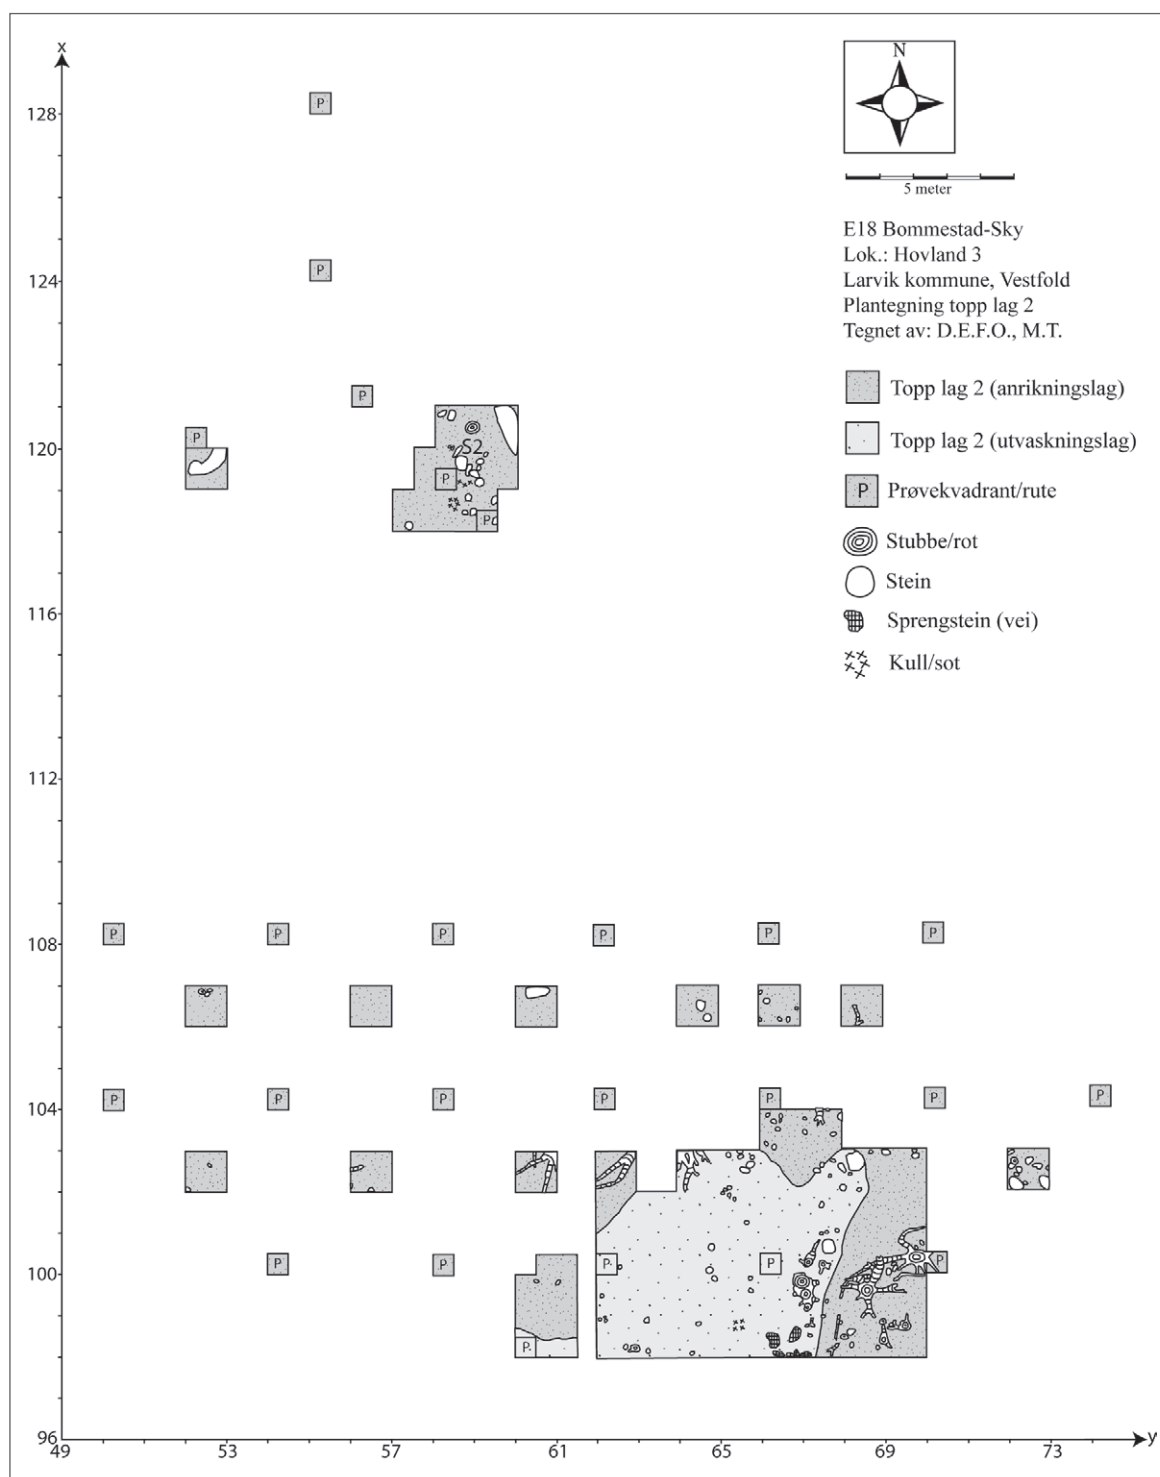 x
N
128
P
5 meter
E18 Bommestad-Sky
Lok.: Hovland 3
Larvik kommune, Vestfold
Plantegning topp lag 2
Tegnet av: D.E.F.O., M.T.
124
P
P
Topp lag 2 (anrikningslag)
120
P
S2
Topp lag 2 (utvaskningslag)
P
P
P Prøvekvadrant/rute
Stubbe/rot
Stein
116
Sprengstein (vei)
Kull/sot
112
108
P P P P P P
104
P P P P P P P
100
P P P P P
P
96
49 53 57 61 65 69 73 y